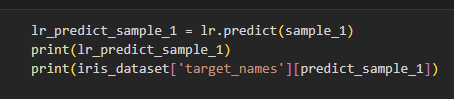 lr_predict_sample_1 = lr.predict(sample_1)
print(lr_predict_sample_1)
print(iris_dataset['target_names'][predict_sample_1])